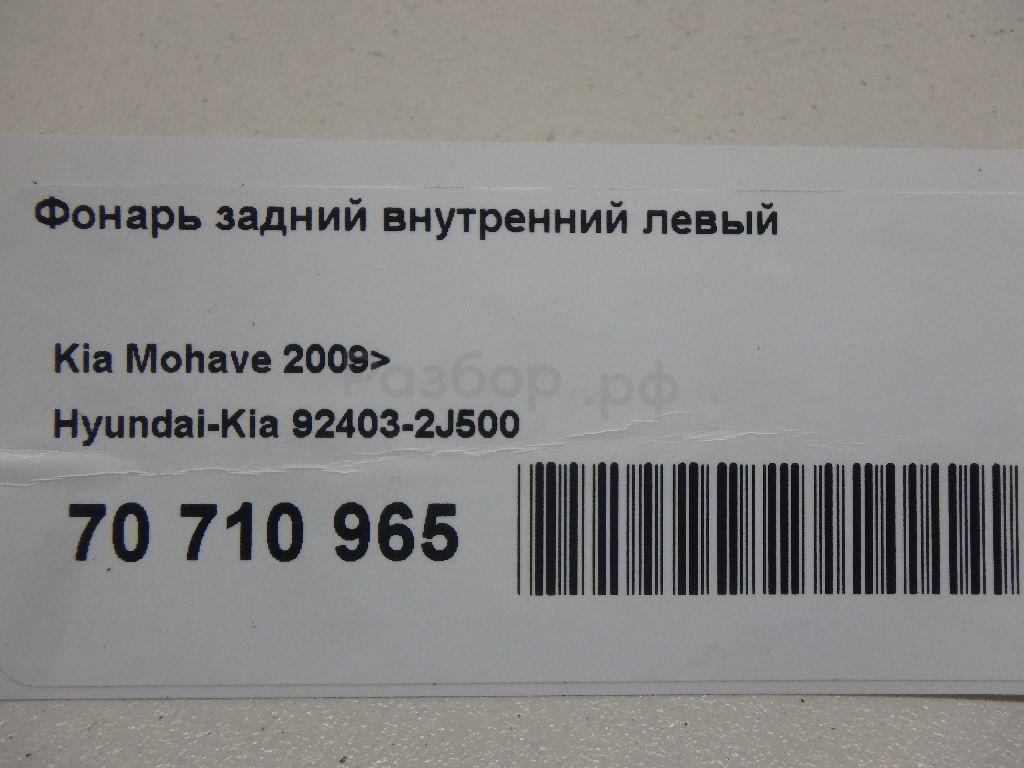 Фонарь задний внутренний левый
Kia Mohave 2009>
Разбор.рф
Hyundai-Kia 92403-2J500
70 710 965